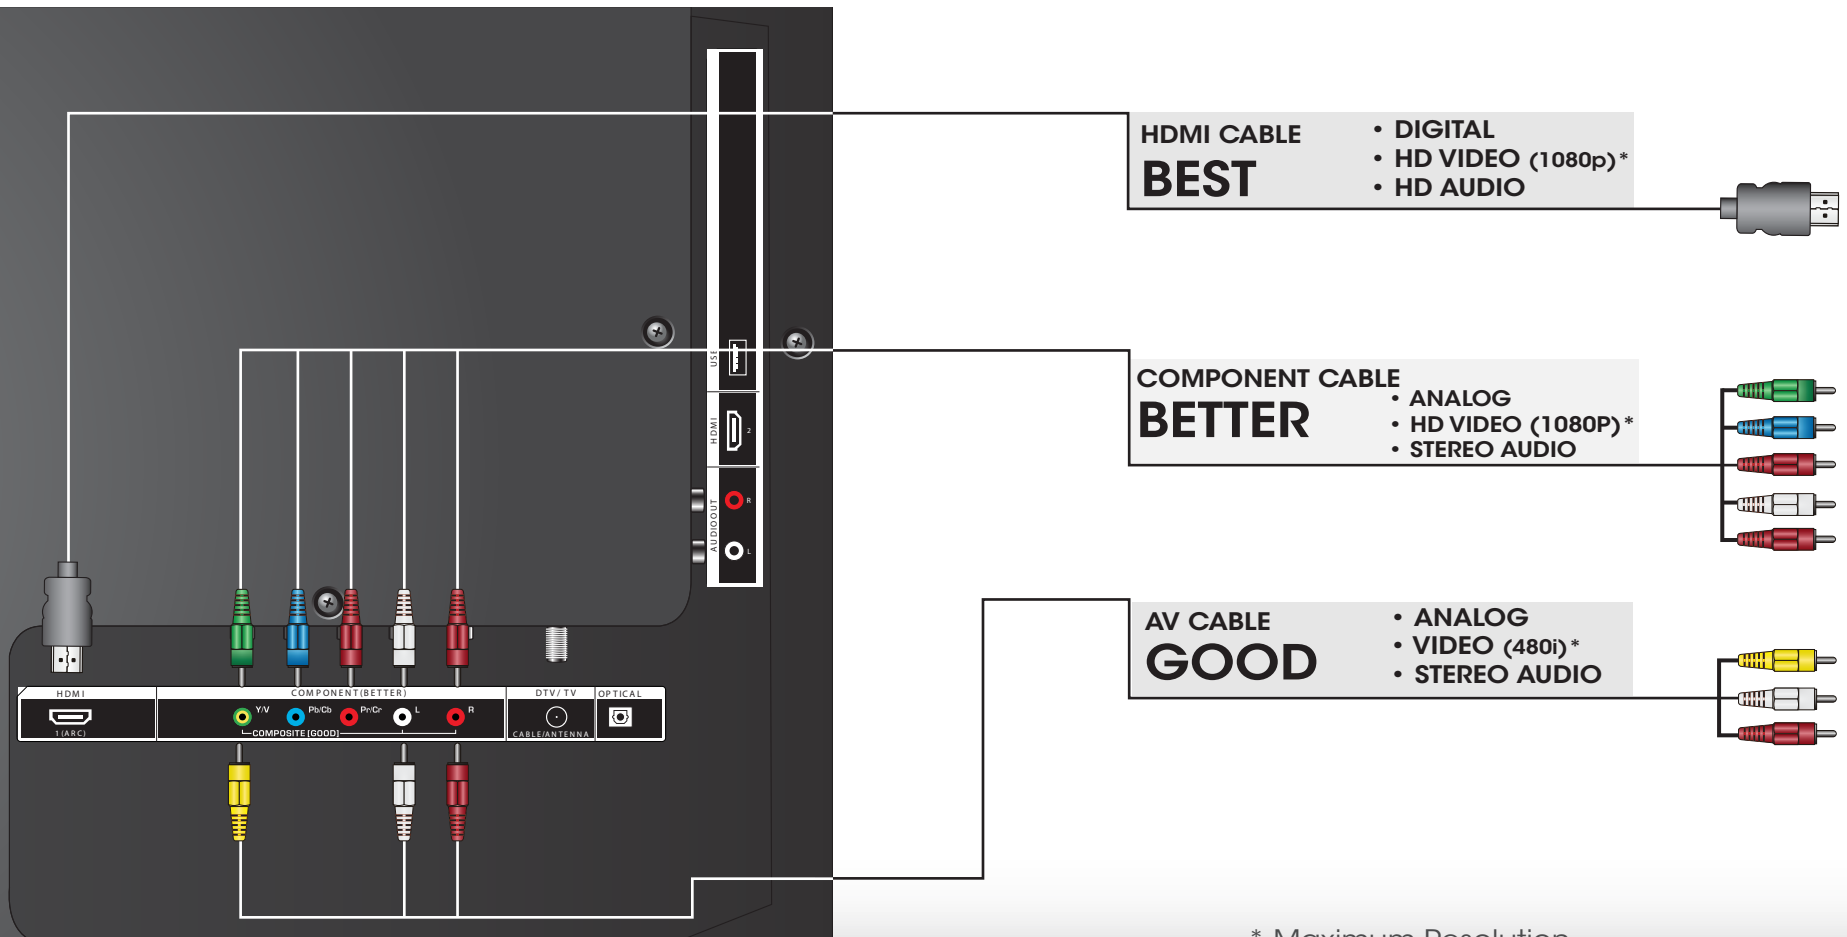 HDMI CABLE
BEST
• DIGITAL
• HD VIDEO (1080p)*
• HD AUDIO
COMPONENT CABLE
BETTER
• ANALOG
• HD VIDEO (1080P)*
• STEREO AUDIO
AV CABLE
GOOD
• ANALOG
• VIDEO (480i)*
• STEREO AUDIO
USB
HDMI
2
AUDIO OUT
R
L
HDMI
1 (ARC)
COMPONENT (BETTER)
Y/V
Pb/Cb
Pr/Cr
L
R
COMPOSITE [GOOD]
DTV/TV
CABLE/ANTENNA
OPTICAL
* Maximum Resolution